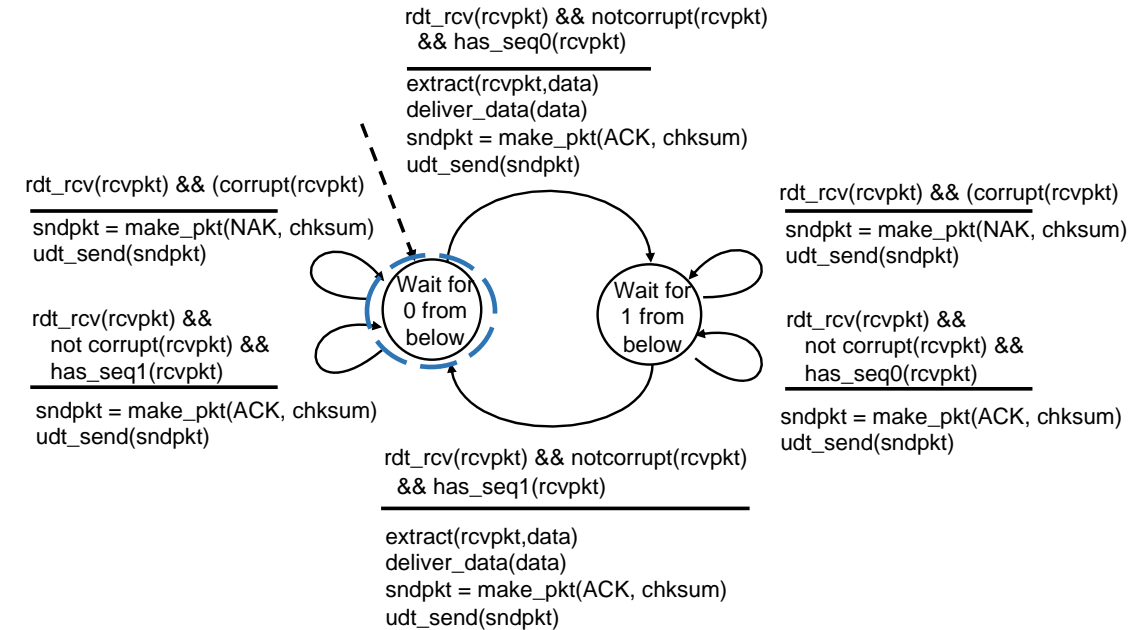 rdt_rcv(rcvpkt) && notcorrupt(rcvpkt)
&& has_seq0(rcvpkt)
extract(rcvpkt,data)
deliver_data(data)
sndpkt = make_pkt(ACK, chksum)
udt_send(sndpkt)
rdt_rcv(rcvpkt) && (corrupt(rcvpkt)
sndpkt = make_pkt(NAK, chksum)
udt_send(sndpkt)
rdt_rcv(rcvpkt) &&
not corrupt(rcvpkt) &&
has_seq1(rcvpkt)
sndpkt = make_pkt(ACK, chksum)
udt_send(sndpkt)
Wait for
0 from
below
Wait for
1 from
below
rdt_rcv(rcvpkt) && (corrupt(rcvpkt)
sndpkt = make_pkt(NAK, chksum)
udt_send(sndpkt)
rdt_rcv(rcvpkt) &&
not corrupt(rcvpkt) &&
has_seq0(rcvpkt)
sndpkt = make_pkt(ACK, chksum)
udt_send(sndpkt)
rdt_rcv(rcvpkt) && notcorrupt(rcvpkt)
&& has_seq1(rcvpkt)
extract(rcvpkt,data)
deliver_data(data)
sndpkt = make_pkt(ACK, chksum)
udt_send(sndpkt)